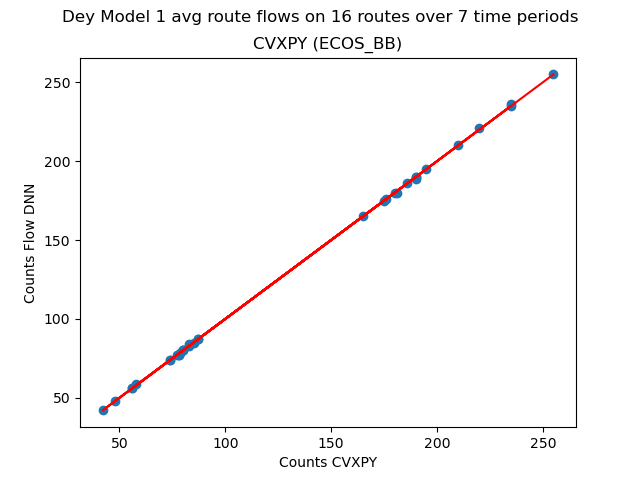 Dey Model 1 avg route flows on 16 routes over 7 time periods
CVXPY (ECOS_BB)
250
200
150
100
50
Counts Flow DNN
50 100 150 200 250
Counts CVXPY